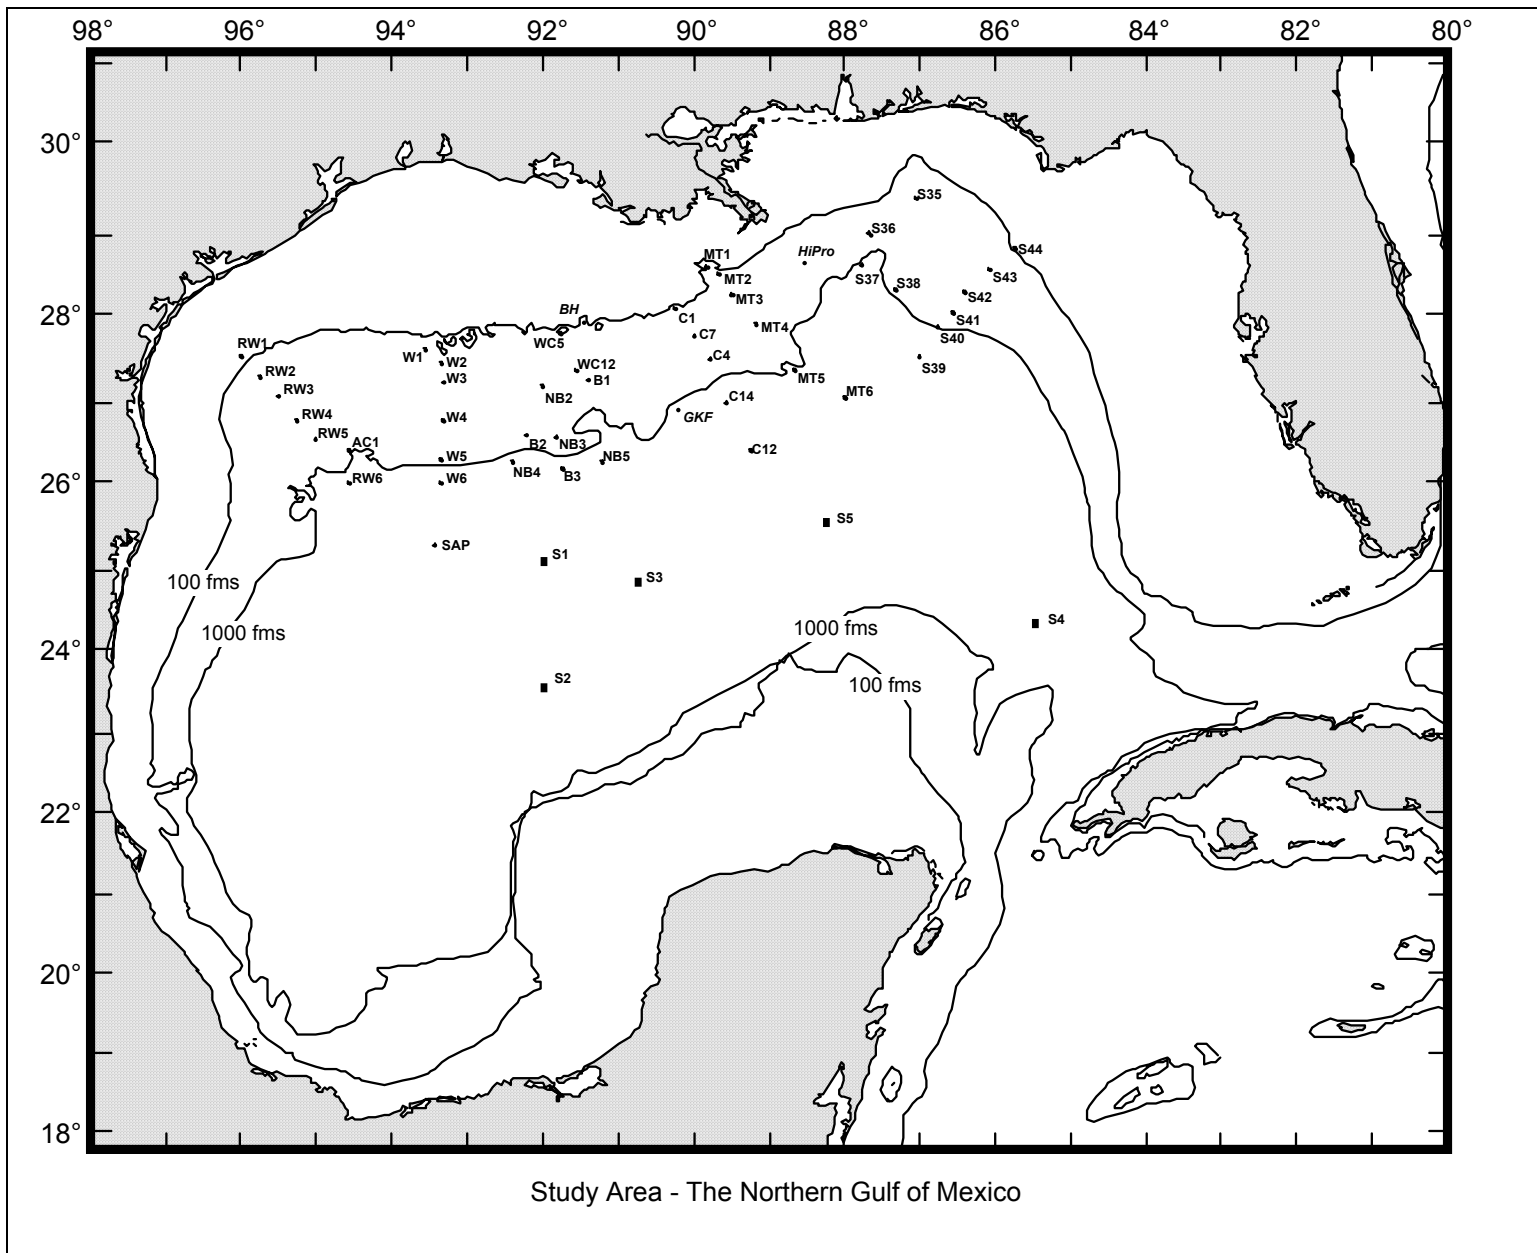 98° 96° 94° 92° 90° 88° 86° 84° 82° 80°
30°
28°
26°
24°
22°
20°
18°
S35
S36
S44
MT1
HiPro
MT2
S37
S38
S43
MT3
S42
BH
C1
MT4
S41
RW1
WC5
C7
S40
W1
W2
C4
S39
RW2
W3
WC12
B1
MT5
RW3
NB2
MT6
C14
RW4
W4
GKF
RW5
AC1
B2
NB3
C12
W5
NB5
RW6
W6
NB4
B3
S5
SAP
S1
S3
100 fms
S4
1000 fms
1000 fms
S2
100 fms
Study Area - The Northern Gulf of Mexico